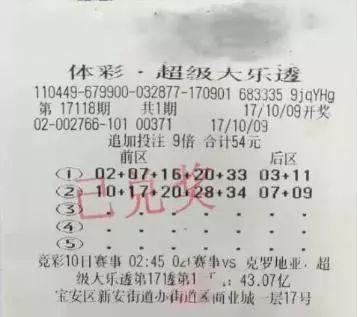 体彩·超级大乐透
110449-679900-032877-170901 683335 9jqYHg
第 17118期 共1期 17/10/09开奖
02-002766-101 00371 17/10/09
追加投注 9倍 合计54元
前区 后区
① 02+07+16+20+33 03+11
② 10+17+20+28+34 07+09
③
④
⑤
已兑奖
竞彩10日赛事 02:45 02 赛事vs 克罗地亚, 超
级大乐透第171 透第1 : 43.07亿
宝安区新安街道办街道区商业城一层17号